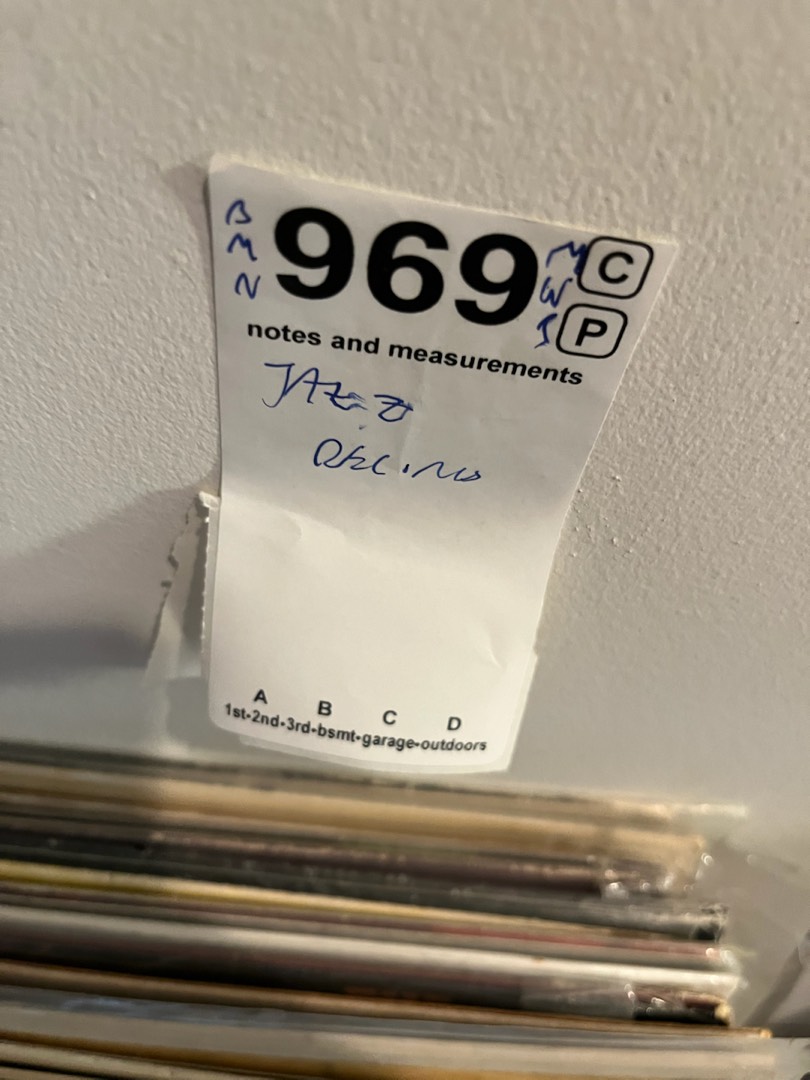 B
M
N
969
M
W
S
C
P
notes and measurements
JAZZ
A B C D
1st-2nd-3rd-bsmt-garage-outdoors